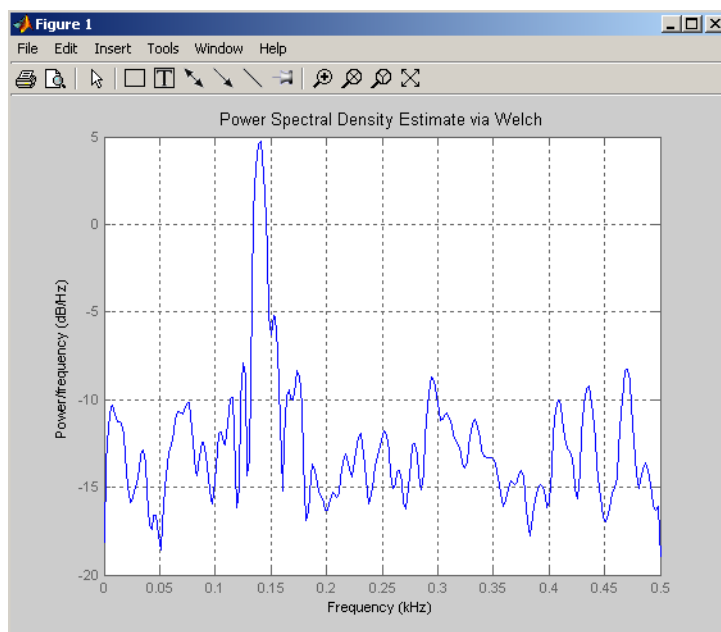 Figure 1
File Edit Insert Tools Window Help
T
Power Spectral Density Estimate via Welch
5
0
-5
-10
-15
-20
Power/frequency (dB/Hz)
0 0.05 0.1 0.15 0.2 0.25 0.3 0.35 0.4 0.45 0.5
Frequency (kHz)